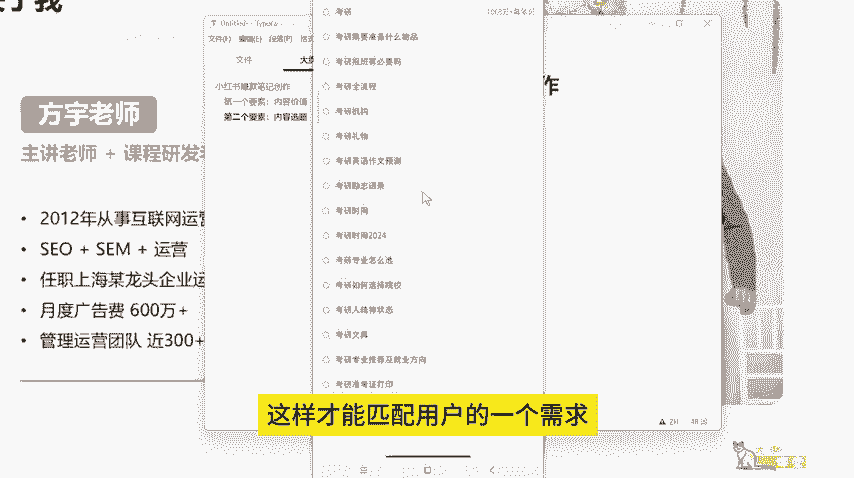 Untitled - Typora
文件(F) 编辑(E) 段落(P)
文件
小红书爆款笔记创作
第一个要素：内容价值
第二个要素：内容选题
作
方宇老师
主讲老师 + 课程研发
• 2012年从事互联网运营
• SEO + SEM + 运营
• 任职上海某龙头企业运
• 月度广告费 600万+
• 管理运营团队 近300+
考研
考研需要准备什么物品
考研报班有必要吗
考研全流程
考研机构
考研礼物
考研英语作文预测
考研励志语录
考研时间
考研时间2024
考研专业怎么选
考研如何选择院校
考研人精神状态
考研文具
考研专业推荐及就业方向
考研准考证打印
这样才能匹配用户的一个需求